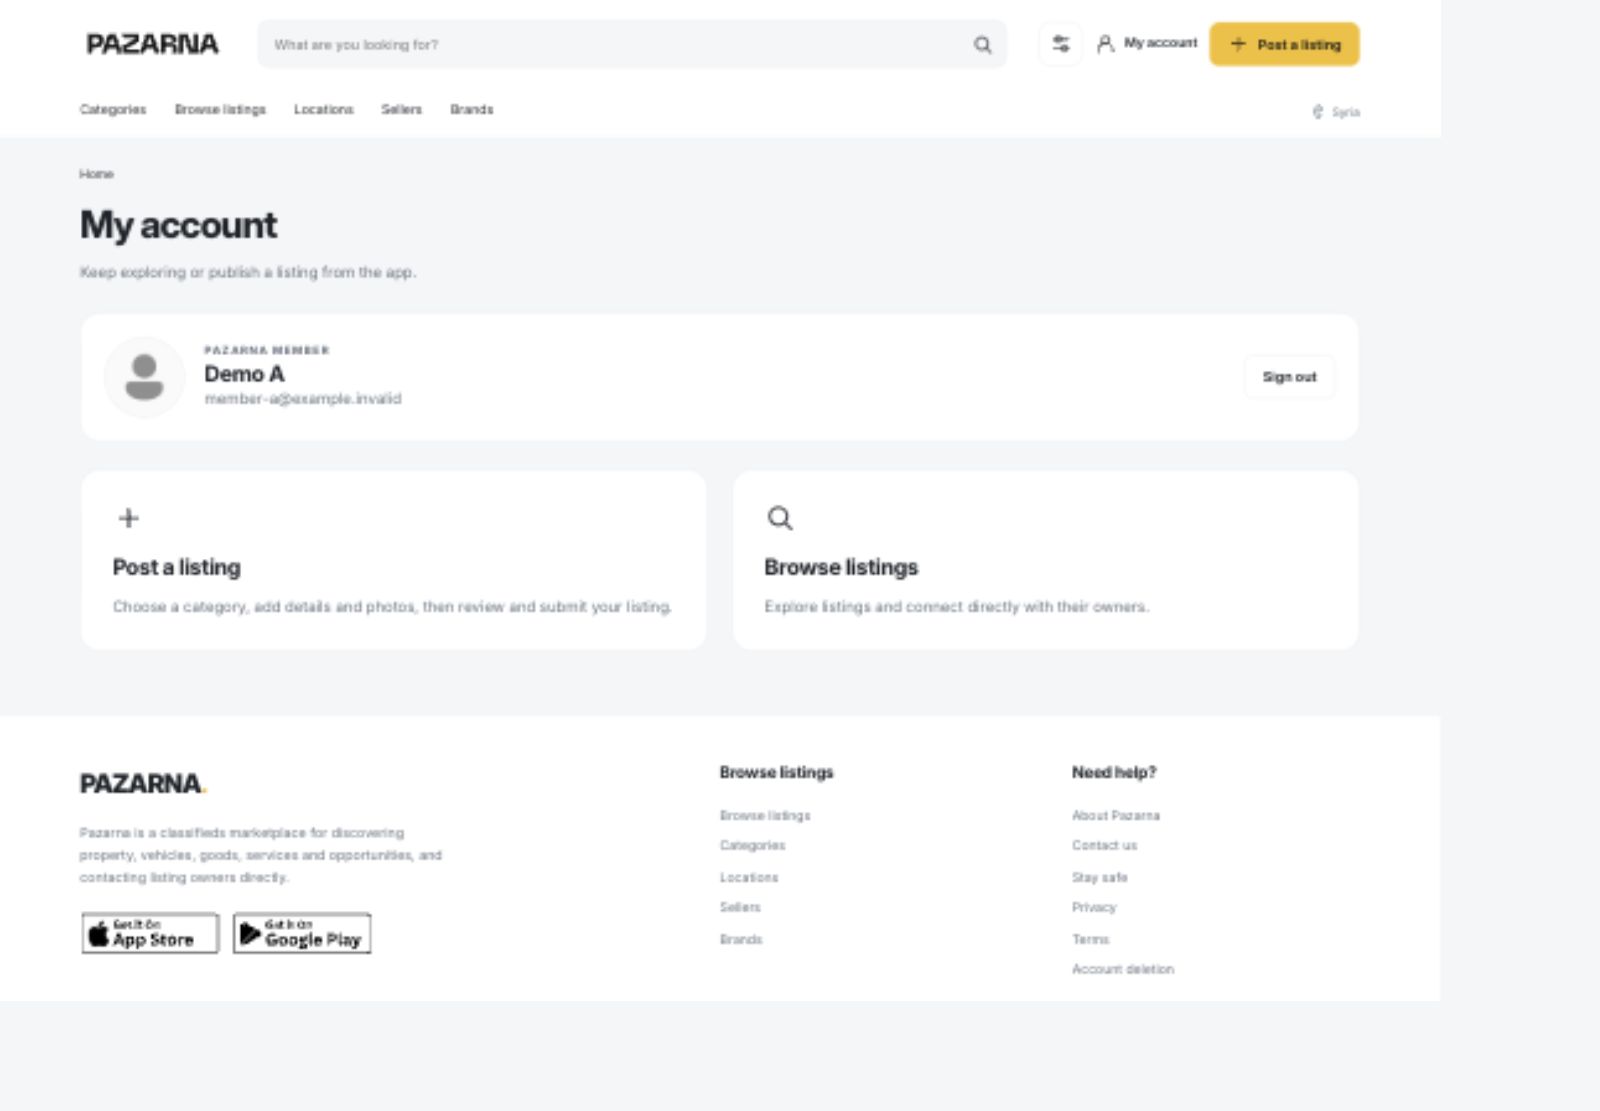 PAZARNA
What are you looking for?
My account
Post a listing
Categories
Browse listings
Locations
Sellers
Brands
Syria
Home
My account
Keep exploring or publish a listing from the app.
PAZARNA MEMBER
Demo A
member-a@example.invalid
Sign out
Post a listing
Choose a category, add details and photos, then review and submit your listing.
Browse listings
Explore listings and connect directly with their owners.
PAZARNA.
Pazarna is a classifieds marketplace for discovering
property, vehicles, goods, services and opportunities, and
contacting listing owners directly.
Get It On
App Store
Get It On
Google Play
Browse listings
Browse listings
Categories
Locations
Sellers
Brands
Need help?
About Pazarna
Contact us
Stay safe
Privacy
Terms
Account deletion